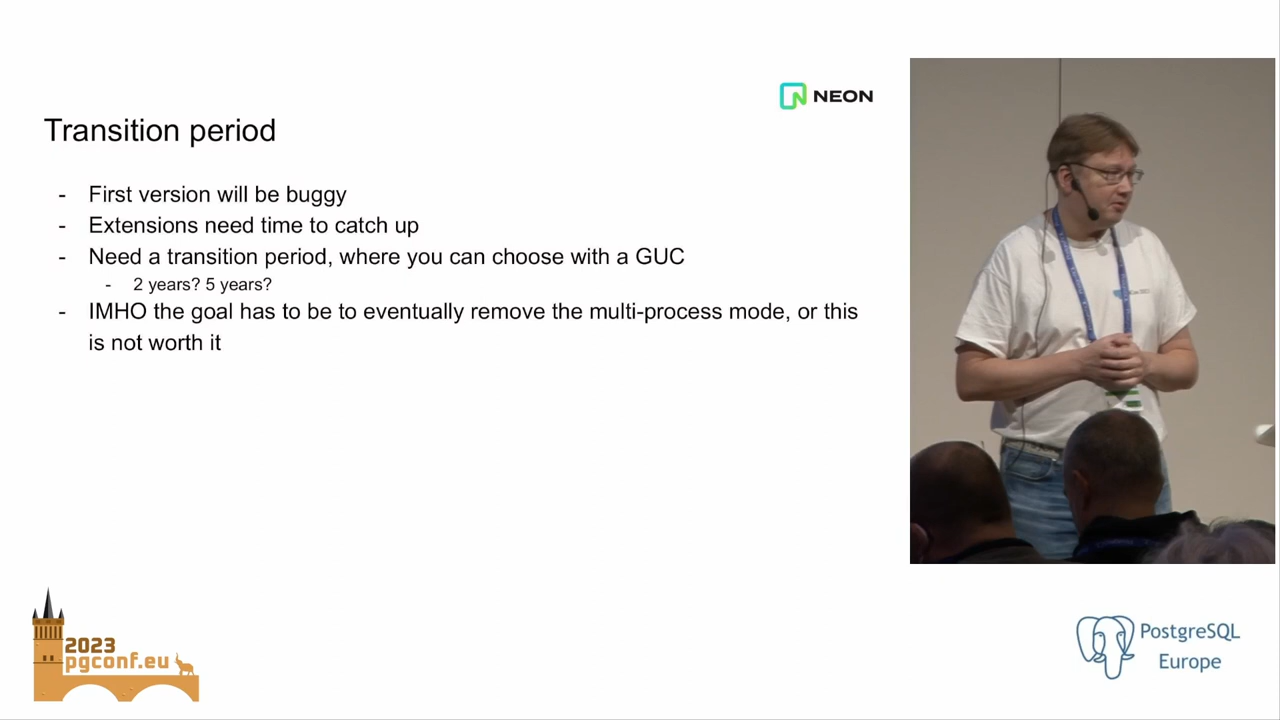 NEON
Transition period
- First version will be buggy
- Extensions need time to catch up
- Need a transition period, where you can choose with a GUC
- 2 years? 5 years?
- IMHO the goal has to be to eventually remove the multi-process mode, or this
is not worth it
2023
pgconf.eu
PostgreSQL
Europe